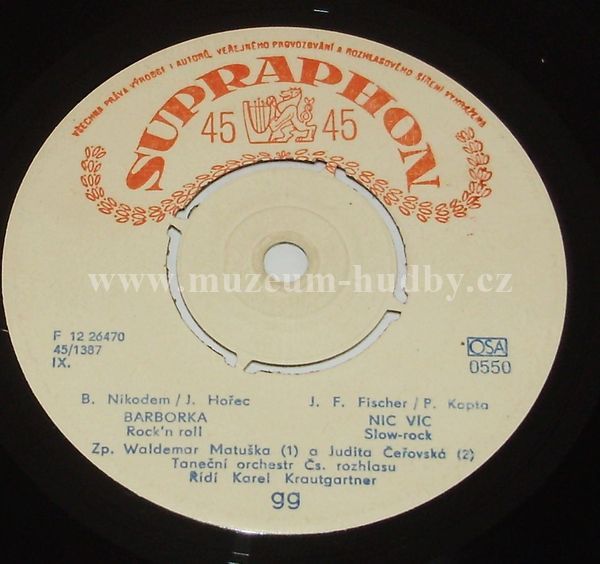 VŠECHNA PRÁVA VÝROBCE I AUTORŮ, VEŘEJNÉHO PROVOZOVÁNÍ A ROZHLASOVÉHO ŠÍŘENÍ VYHRAZENA
SUPRAPHON
45 45
www.muzeum-hudby.cz
F 12 26470
45/1387
IX.
OSA
0550
B. Nikodem / J. Hořec
BARBORKA
Rock'n roll
J. F. Fischer / P. Kopta
NIC VIC
Slow-rock
Zp. Waldemar Matuška (1) a Judita Čeřovská (2)
Taneční orchestr Čs. rozhlasu
Řídí Karel Krautgartner
gg